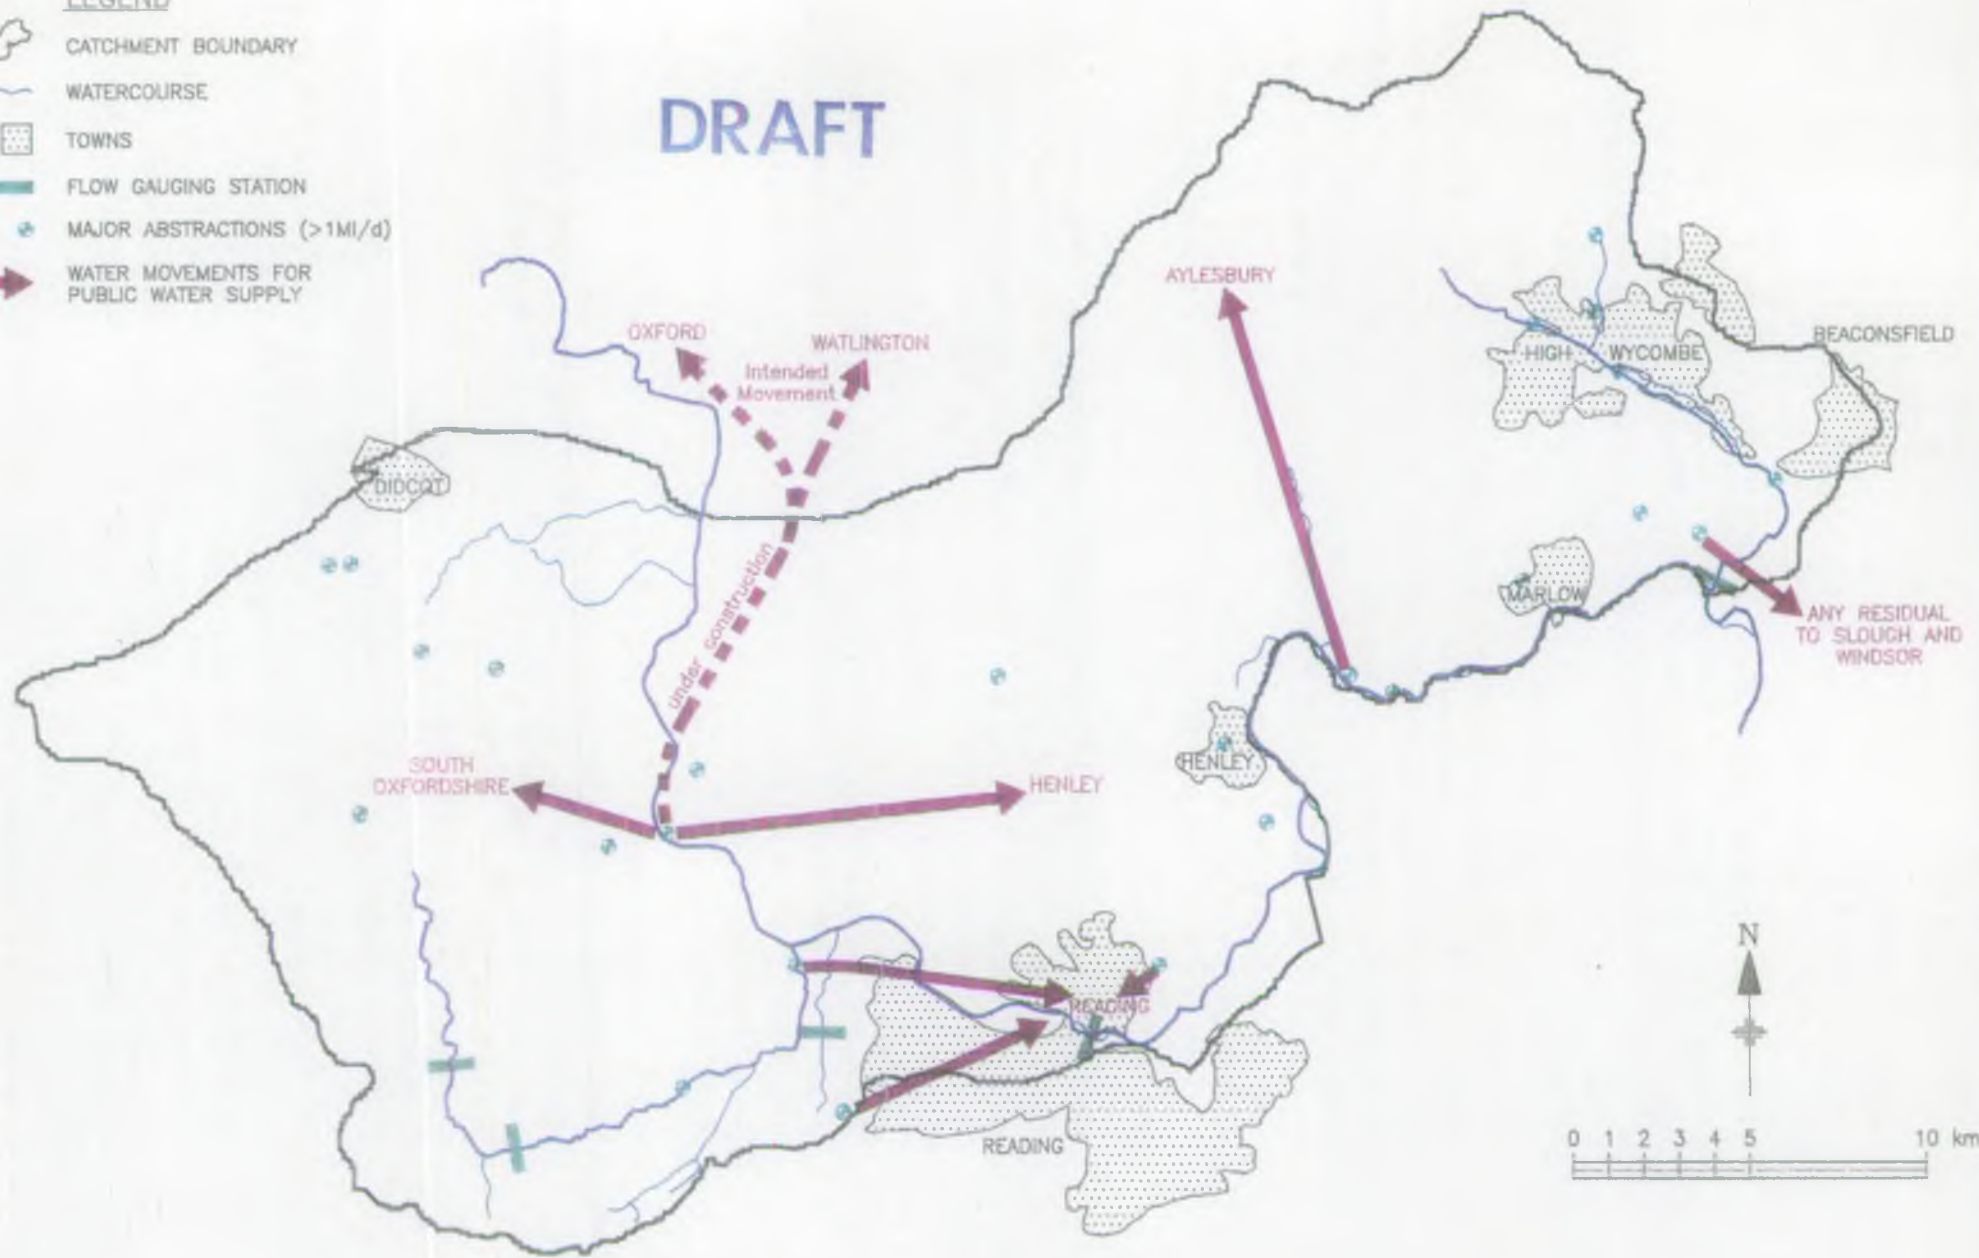 LEGEND
CATCHMENT BOUNDARY
WATERCOURSE
TOWNS
FLOW GAUGING STATION
MAJOR ABSTRACTIONS (>1Ml/d)
WATER MOVEMENTS FOR
PUBLIC WATER SUPPLY
DRAFT
AYLESBURY
OXFORD
WATLINGTON
Intended
Movement
BEACONSFIELD
HIGH WYCOMBE
DIDCOT
under construction
MARLOW
ANY RESIDUAL
TO SLOUGH AND
WINDSOR
SOUTH
OXFORDSHIRE
HENLEY
HENLEY
READING
READING
N
0 1 2 3 4 5 10 km